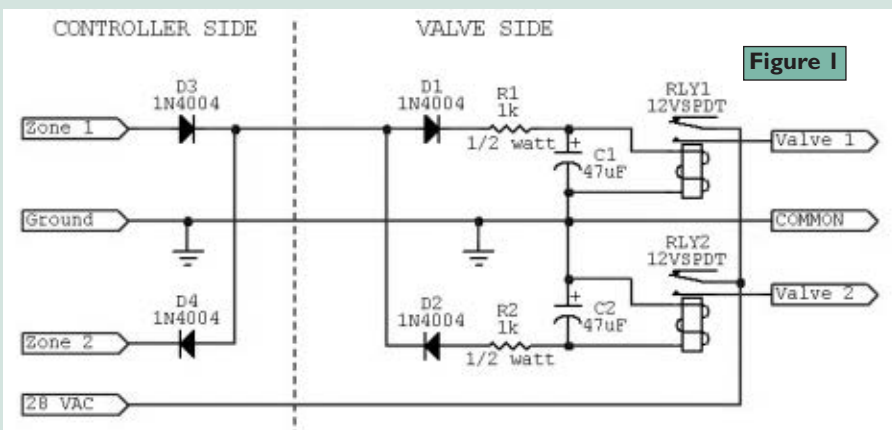 CONTROLLER SIDE
VALVE SIDE
Figure 1
D3
1N4004
D1
1N4004
R1
1k
1/2 watt
RLY1
12VSPDT
Zone 1
+
C1
47uF
Valve 1
Ground
COMMON
RLY2
12VSPDT
D4
1N4004
D2
1N4004
R2
1k
1/2 watt
+
C2
47uF
Valve 2
Zone 2
28 VAC